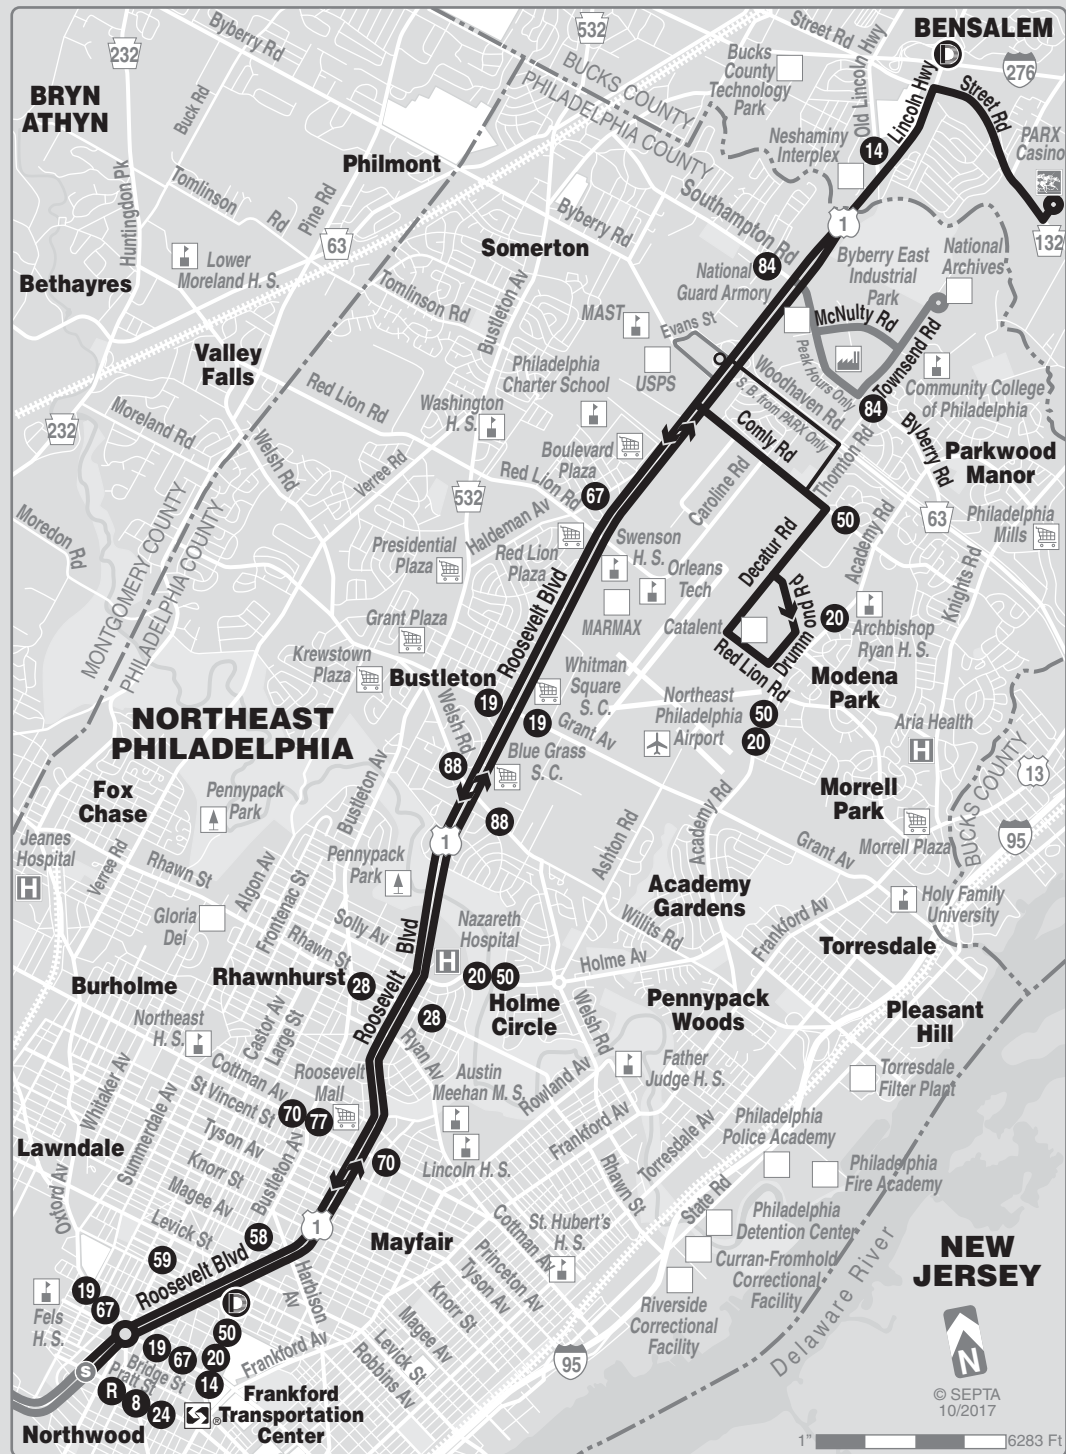 BENSALEM
D
532
Street Rd
Old Lincoln Hwy
Lincoln Hwy
276
232
Byberry Rd
BUCKS COUNTY
PHILADELPHIA COUNTY
Bucks
County
Technology
Park
Street Rd
BRYN
ATHYN
Buck Rd
Philmont
Neshaminy
Interplex
14
PARX
Casino
Huntingdon Pk
Tomlinson
Rd
Pine Rd
Southampton Rd
1
132
63
Byberry Rd
Somerton
Lower
Moreland H. S.
Bethayres
Tomlinson Rd
Bustleton Av
84
National
Guard Armory
Byberry East
Industrial
Park
National
Archives
MAST
Evans St
McNulty Rd
Townsend Rd
Peak Hours Only
Valley
Falls
Philadelphia
Charter School
USPS
Woodhaven Rd
S. B. from PARX Only
Community College
of Philadelphia
84
Red Lion Rd
Washington
H. S.
232
Moreland Rd
Welsh Rd
Verree Rd
Boulevard
Plaza
Red Lion Rd
Comly Rd
Thornton Rd
Byberry Rd
Parkwood
Manor
532
67
Caroline Rd
50
63
Philadelphia
Mills
Moredon Rd
MONTGOMERY COUNTY
PHILADELPHIA COUNTY
Haldeman Av
Presidential
Plaza
Red Lion
Plaza
Swenson
H. S.
Orleans
Tech
Decatur Rd
Academy Rd
Knights Rd
Roosevelt Blvd
Grant Plaza
MARMAX
Catalent
Drumm
ond Rd
20
Archbishop
Ryan H. S.
Krewstown
Plaza
Bustleton
19
Whitman
Square
S. C.
Red Lion Rd
Modena
Park
NORTHEAST
PHILADELPHIA
Welsh Rd
19
Grant Av
Northeast
Philadelphia
Airport
50
20
Aria Health
88
Blue Grass
S. C.
13
BUCKS COUNTY
Fox
Chase
Pennypack
Park
Bustleton Av
88
Morrell
Park
Morrell Plaza
95
Jeanes
Hospital
Verree Rd
1
Ashton Rd
Academy Rd
Grant Av
Rhawn St
Algon Av
Pennypack
Park
Frontenac St
Academy
Gardens
Holy Family
University
Gloria
Dei
Solly Av
Rhawn St
Blvd
Nazareth
Hospital
Willits Rd
Frankford Av
Torresdale
Burholme
Rhawnhurst
28
20
50
Holme Av
Holme
Circle
Roosevelt
28
Pennypack
Woods
Pleasant
Hill
Northeast
H. S.
Castor Av
Large St
Ryan Av
Welsh Rd
Whitaker Av
Cottman Av
St Vincent St
Roosevelt
Mall
Austin
Meehan M. S.
Rowland Av
Father
Judge H. S.
Torresdale
Filter Plant
Summerdale Av
70
77
Tyson Av
Frankford Av
Philadelphia
Police Academy
Lawndale
Knorr St
Bustleton Av
70
Lincoln H. S.
Rhawn St
Torresdale Av
Philadelphia
Fire Academy
Oxford Av
Magee Av
Levick St
1
State Rd
Philadelphia
Detention Center
58
Mayfair
Cottman Av
St. Hubert's
H. S.
Curran-Fromhold
Correctional
Facility
Delaware River
NEW
JERSEY
59
Roosevelt Blvd
Princeton Av
Tyson Av
Knorr St
Riverside
Correctional
Facility
Fels
H. S.
19
67
Harbison
Av
Magee Av
D
S
19
67
50
20
14
Frankford Av
Levick St
Robbins Av
95
N
Bridge St
Pratt St
R
8
24
®
Frankford
Transportation
Center
Northwood
© SEPTA
10/2017
1"
6283 Ft